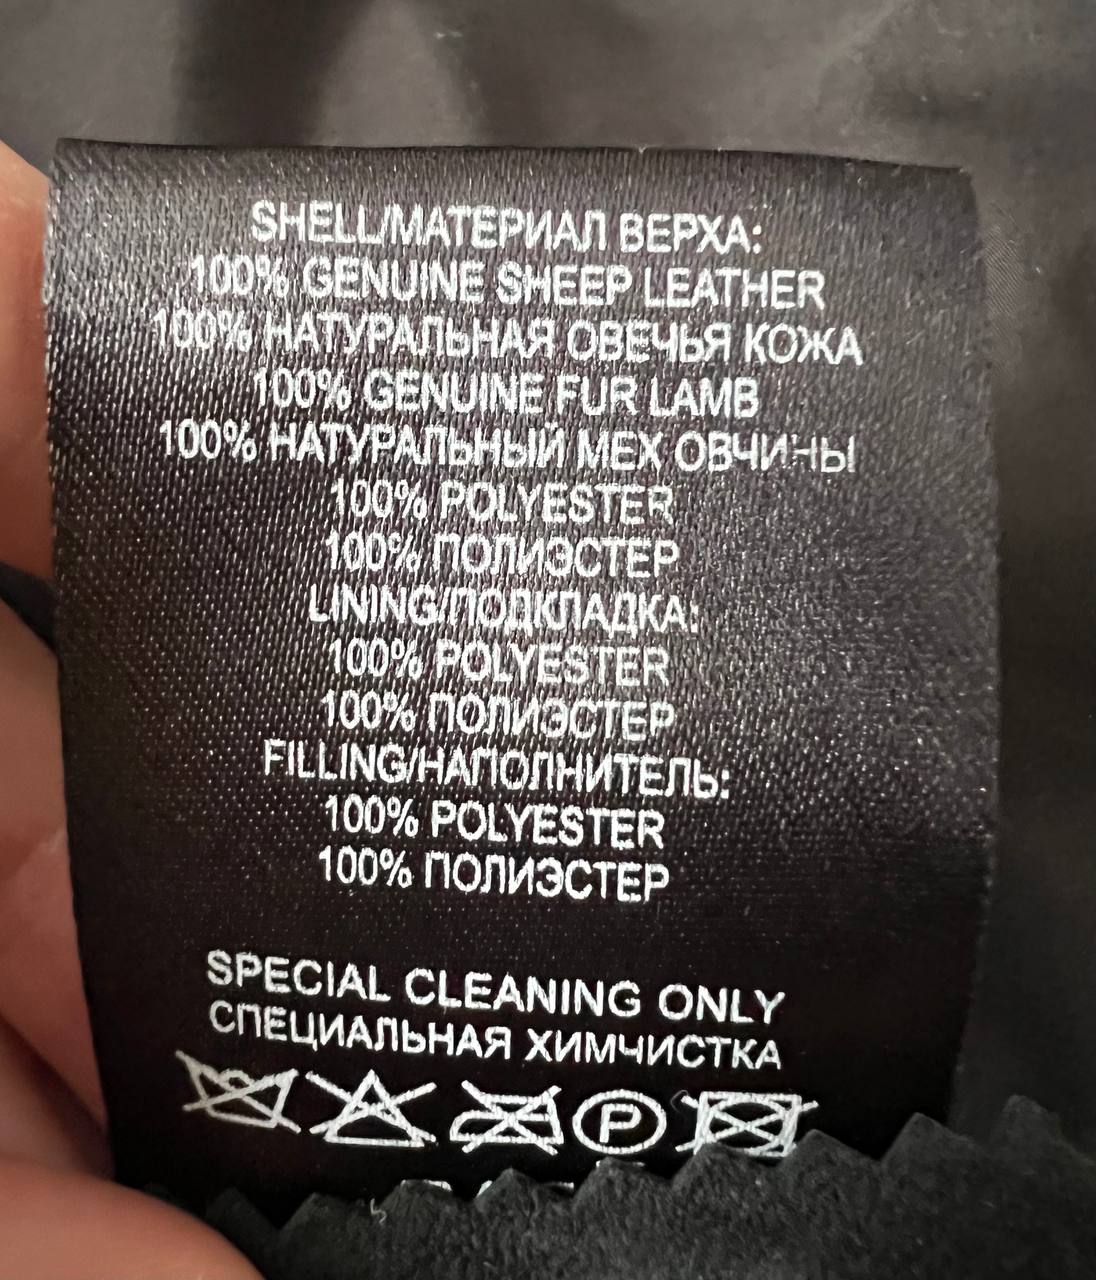 SHELL/МАТЕРИАЛ ВЕРХА:
100% GENUINE SHEEP LEATHER
100% НАТУРАЛЬНАЯ ОВЕЧЬЯ КОЖА
100% GENUINE FUR LAMB
100% НАТУРАЛЬНЫЙ МЕХ ОВЧИНЫ
100% POLYESTER
100% ПОЛИЭСТЕР
LINING/ПОДКЛАДКА:
100% POLYESTER
100% ПОЛИЭСТЕР
FILLING/НАПОЛНИТЕЛЬ:
100% POLYESTER
100% ПОЛИЭСТЕР
SPECIAL CLEANING ONLY
СПЕЦИАЛЬНАЯ ХИМЧИСТКА
P